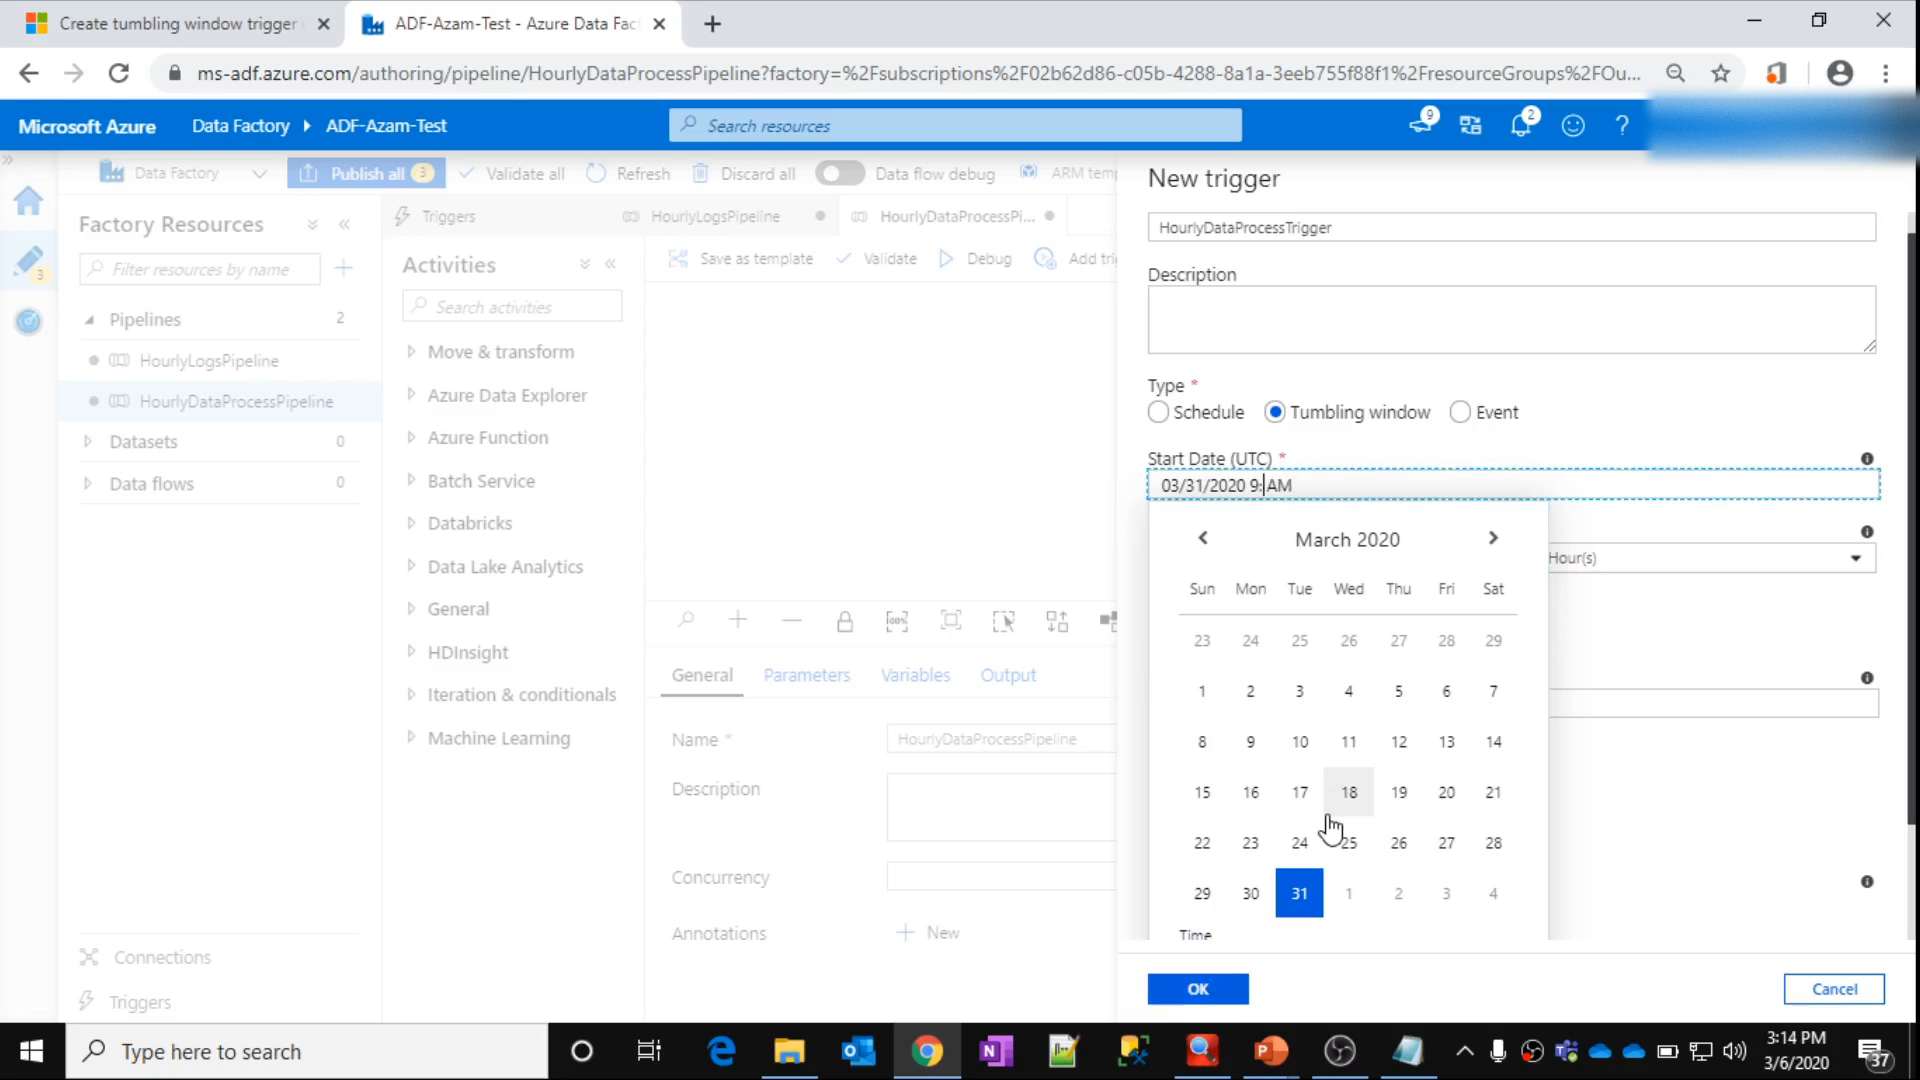 Create tumbling window trigger
ADF-Azam-Test - Azure Data Fac
ms-adf.azure.com/authoring/pipeline/HourlyDataProcessPipeline?factory=%2Fsubscriptions%2F02b62d86-c05b-4288-8a1a-3eeb755f88f1%2FresourceGroups%2FOu...
Microsoft Azure
Data Factory
ADF-Azam-Test
Search resources
9
2
?
Data Factory
Publish all 3
Validate all
Refresh
Discard all
Data flow debug
ARM temp
Factory Resources
Filter resources by name
3
Pipelines 2
HourlyLogsPipeline
HourlyDataProcessPipeline
Datasets 0
Data flows 0
Connections
Triggers
Triggers
HourlyLogsPipeline
HourlyDataProcessPi...
Activities
Search activities
Move & transform
Azure Data Explorer
Azure Function
Batch Service
Databricks
Data Lake Analytics
General
HDInsight
Iteration & conditionals
Machine Learning
Save as template
Validate
Debug
Add tri
100%
General
Parameters
Variables
Output
Name *
HourlyDataProcessPipeline
Description
Concurrency
Annotations
New
New trigger
HourlyDataProcessTrigger
Description
Type *
Schedule
Tumbling window
Event
Start Date (UTC) *
03/31/2020 9: AM
Hour(s)
March 2020
Sun Mon Tue Wed Thu Fri Sat
23 24 25 26 27 28 29
1 2 3 4 5 6 7
8 9 10 11 12 13 14
15 16 17 18 19 20 21
22 23 24 25 26 27 28
29 30 31 1 2 3 4
Time
OK
Cancel
Type here to search
3:14 PM
3/6/2020
37